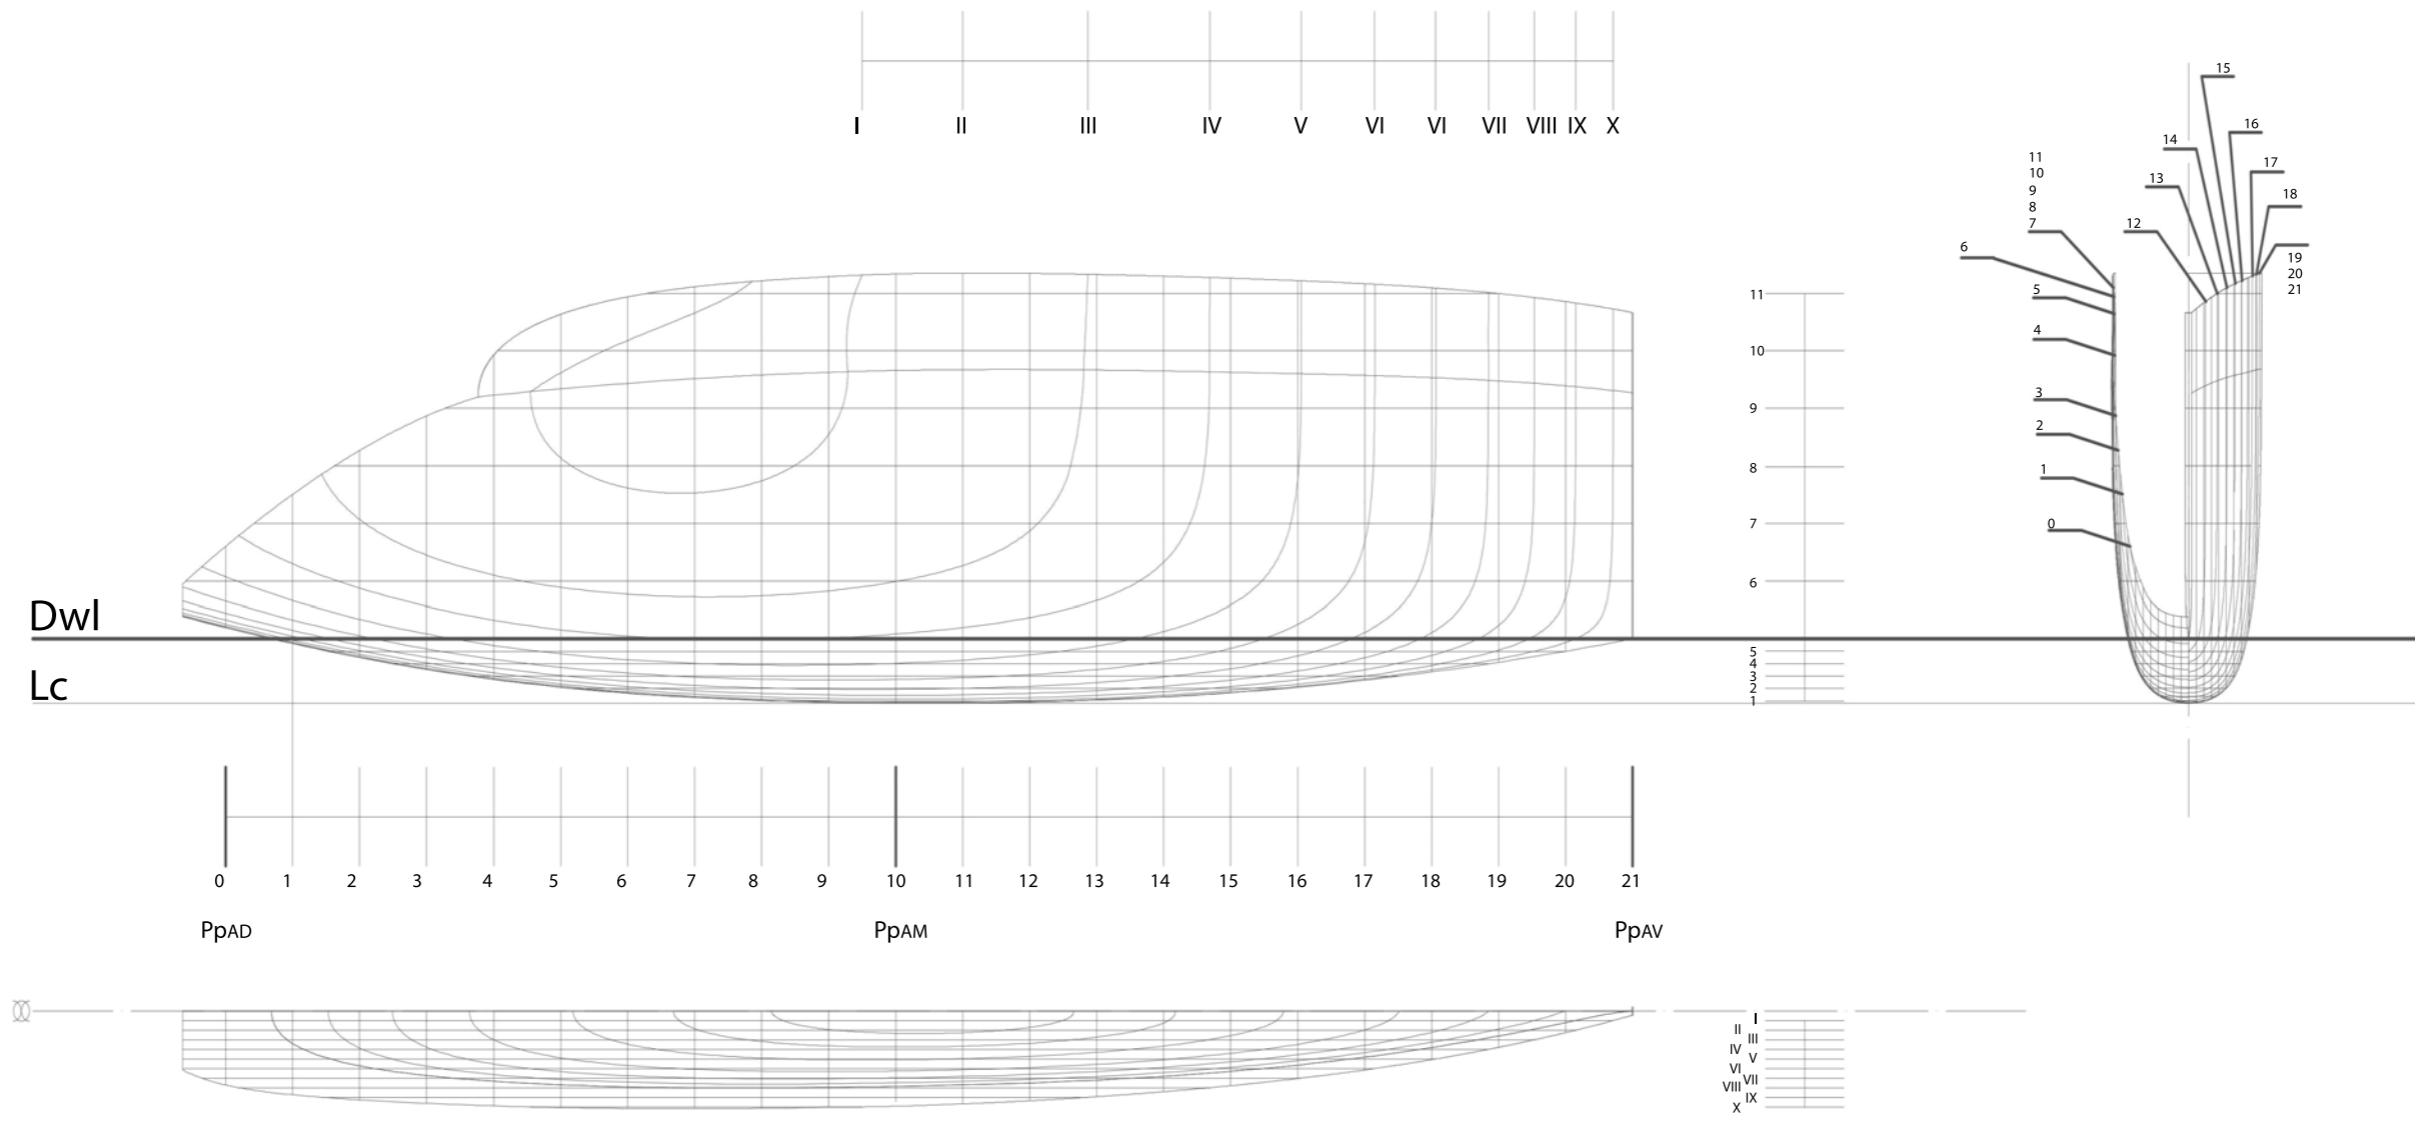 I II III IV V VI VI VII VIII IX X
15
16
14
11
17
10
13
9
18
8
7
12
6
19
5
20
21
4
3
2
1
0
11
10
9
8
7
6
Dwl
5
4
3
2
1
Lc
0 1 2 3 4 5 6 7 8 9 10 11 12 13 14 15 16 17 18 19 20 21
PpAD PpAM PpAV
I
II
III
IV
V
VI
VII
VIII
IX
X